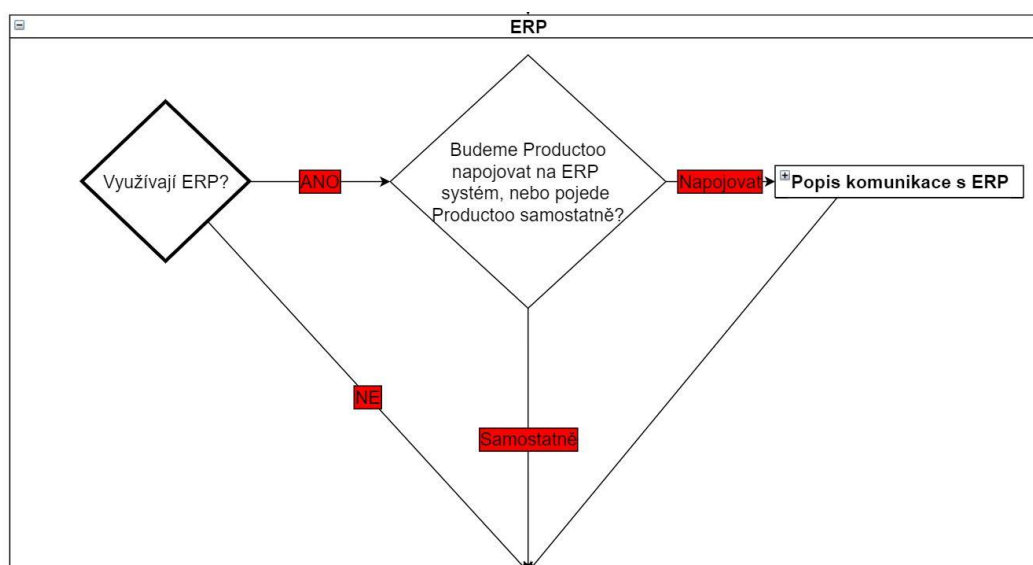 ERP
Využívají ERP?
ANO
Budeme Productoo
napojovat na ERP
systém, nebo pojede
Productoo samostatně?
Napojovat
Popis komunikace s ERP
NE
Samostatně